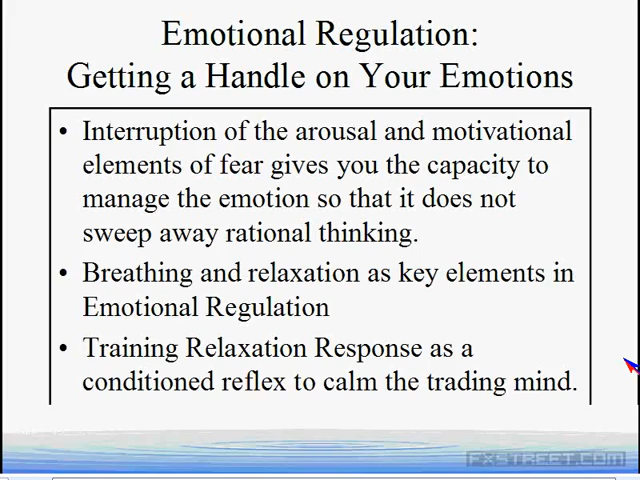 Emotional Regulation:
Getting a Handle on Your Emotions
• Interruption of the arousal and motivational
elements of fear gives you the capacity to
manage the emotion so that it does not
sweep away rational thinking.
• Breathing and relaxation as key elements in
Emotional Regulation
• Training Relaxation Response as a
conditioned reflex to calm the trading mind.
FXSTREET.COM